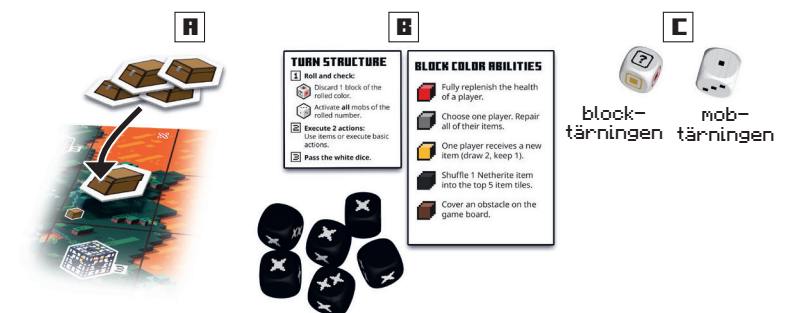 A
B
C
TURN STRUCTURE
1 Roll and check:
Discard 1 block of the
rolled color.
Activate all mobs of the
rolled number.
2 Execute 2 actions:
Use items or execute basic
actions.
3 Pass the white dice.
BLOCK COLOR ABILITIES
Fully replenish the health
of a player.
Choose one player. Repair
all of their items.
One player receives a new
item (draw 2, keep 1).
Shuffle 1 Netherite item
into the top 5 item tiles.
Cover an obstacle on the
game board.
?
block-
tärningen
mob-
tärningen